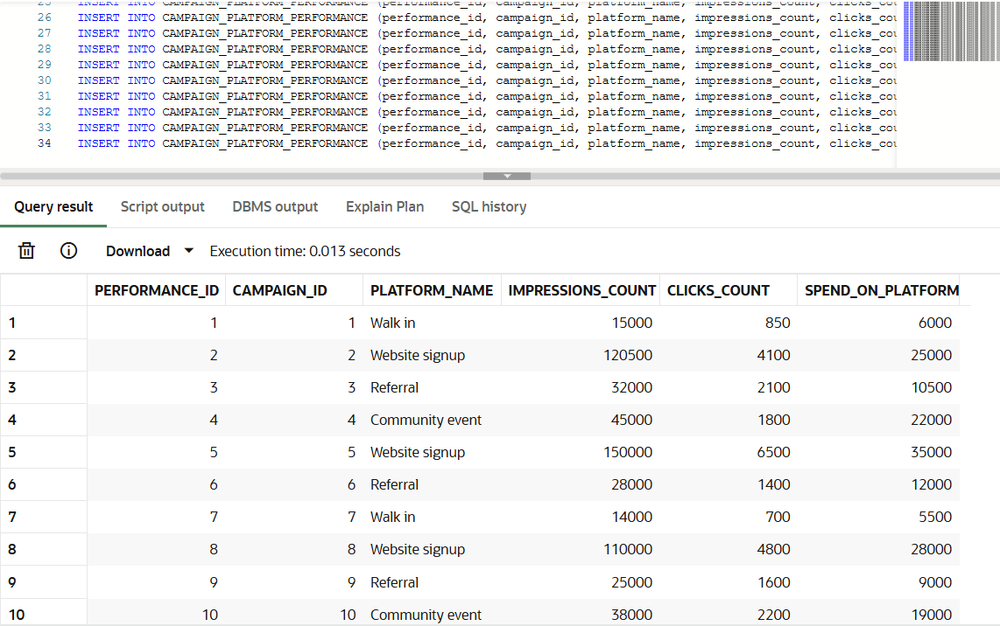 25 INSERT INTO CAMPAIGN_PLATFORM_PERFORMANCE (performance_id, campaign_id, platform_name, impressions_count, clicks_cou
26 INSERT INTO CAMPAIGN_PLATFORM_PERFORMANCE (performance_id, campaign_id, platform_name, impressions_count, clicks_cou
27 INSERT INTO CAMPAIGN_PLATFORM_PERFORMANCE (performance_id, campaign_id, platform_name, impressions_count, clicks_cou
28 INSERT INTO CAMPAIGN_PLATFORM_PERFORMANCE (performance_id, campaign_id, platform_name, impressions_count, clicks_cou
29 INSERT INTO CAMPAIGN_PLATFORM_PERFORMANCE (performance_id, campaign_id, platform_name, impressions_count, clicks_cou
30 INSERT INTO CAMPAIGN_PLATFORM_PERFORMANCE (performance_id, campaign_id, platform_name, impressions_count, clicks_cou
31 INSERT INTO CAMPAIGN_PLATFORM_PERFORMANCE (performance_id, campaign_id, platform_name, impressions_count, clicks_cou
32 INSERT INTO CAMPAIGN_PLATFORM_PERFORMANCE (performance_id, campaign_id, platform_name, impressions_count, clicks_cou
33 INSERT INTO CAMPAIGN_PLATFORM_PERFORMANCE (performance_id, campaign_id, platform_name, impressions_count, clicks_cou
34 INSERT INTO CAMPAIGN_PLATFORM_PERFORMANCE (performance_id, campaign_id, platform_name, impressions_count, clicks_cou
Query result Script output DBMS output Explain Plan SQL history
Download Execution time: 0.013 seconds
PERFORMANCE_ID CAMPAIGN_ID PLATFORM_NAME IMPRESSIONS_COUNT CLICKS_COUNT SPEND_ON_PLATFORM
1 1 1 Walk in 15000 850 6000
2 2 2 Website signup 120500 4100 25000
3 3 3 Referral 32000 2100 10500
4 4 4 Community event 45000 1800 22000
5 5 5 Website signup 150000 6500 35000
6 6 6 Referral 28000 1400 12000
7 7 7 Walk in 14000 700 5500
8 8 8 Website signup 110000 4800 28000
9 9 9 Referral 25000 1600 9000
10 10 10 Community event 38000 2200 19000